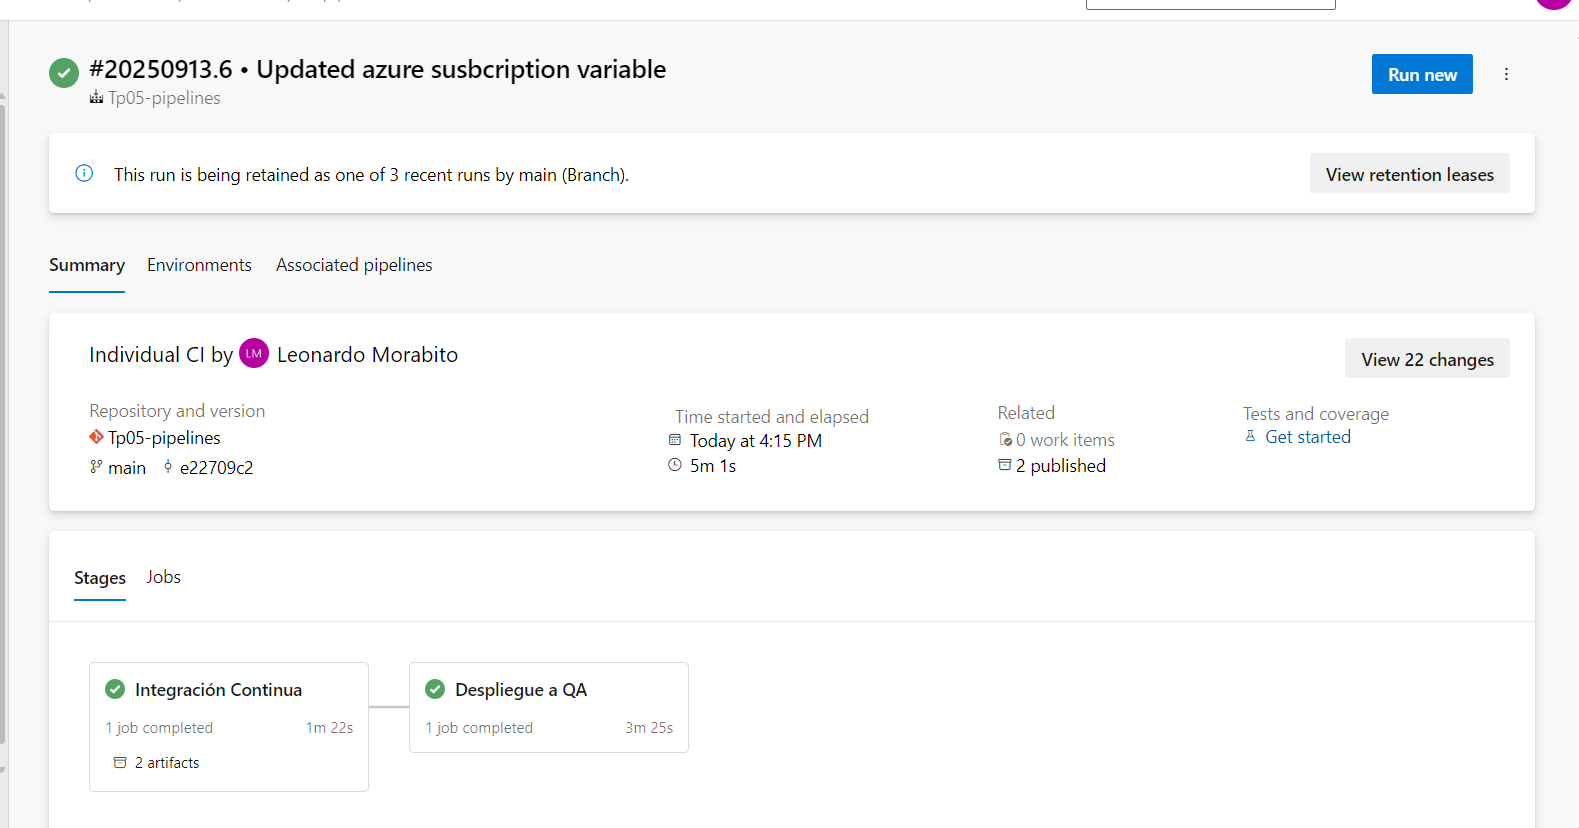 #20250913.6 • Updated azure susbcription variable
Run new
Tp05-pipelines
This run is being retained as one of 3 recent runs by main (Branch).
View retention leases
Summary
Environments
Associated pipelines
Individual CI by LM Leonardo Morabito
View 22 changes
Repository and version
Tp05-pipelines
main e22709c2
Time started and elapsed
Today at 4:15 PM
5m 1s
Related
0 work items
2 published
Tests and coverage
Get started
Stages
Jobs
Integración Continua
1 job completed 1m 22s
2 artifacts
Despliegue a QA
1 job completed 3m 25s